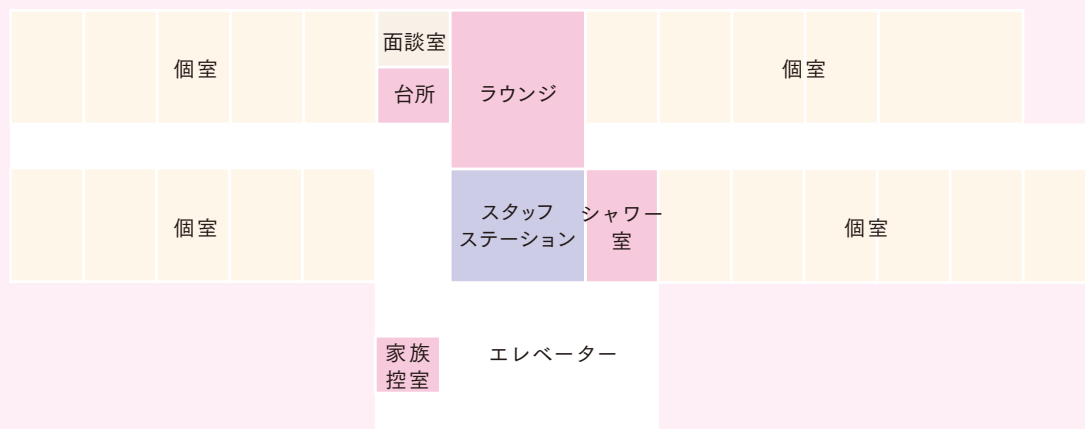 面談室
個室
個室
台所
ラウンジ
個室
スタッフ
ステーション
シャワー
室
個室
家族
控室
エレベーター